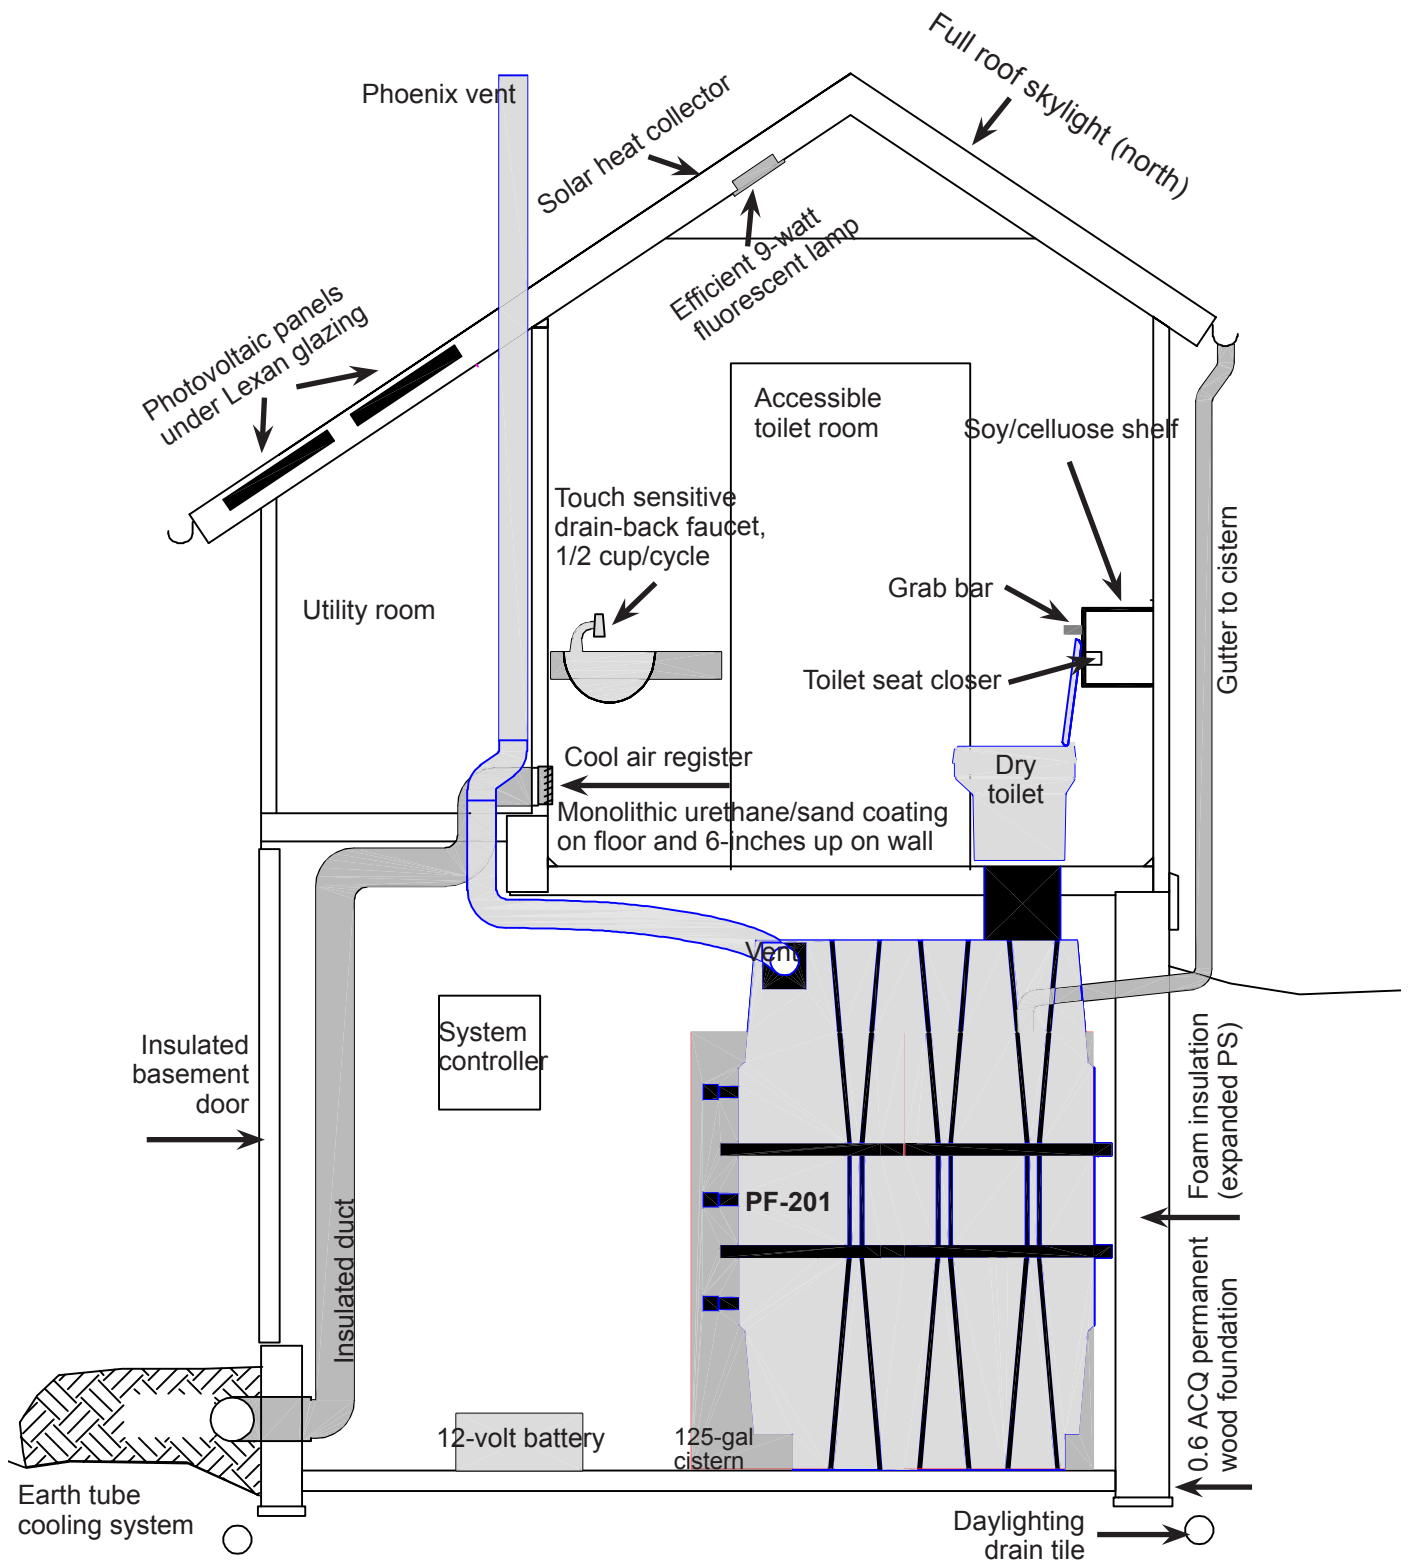 Full roof skylight (north)
Phoenix vent
Solar heat collector
Efficient 9-watt
fluorescent lamp
Photovoltaic panels
under Lexan glazing
Accessible
toilet room
Soy/celluose shelf
Touch sensitive
drain-back faucet,
1/2 cup/cycle
Utility room
Grab bar
Gutter to cistern
Toilet seat closer
Cool air register
Dry
toilet
Monolithic urethane/sand coating
on floor and 6-inches up on wall
Vent
System
controller
Insulated
basement
door
Foam insulation
(expanded PS)
PF-201
Insulated duct
0.6 ACQ permanent
wood foundation
12-volt battery
125-gal
cistern
Earth tube
cooling system
Daylighting
drain tile